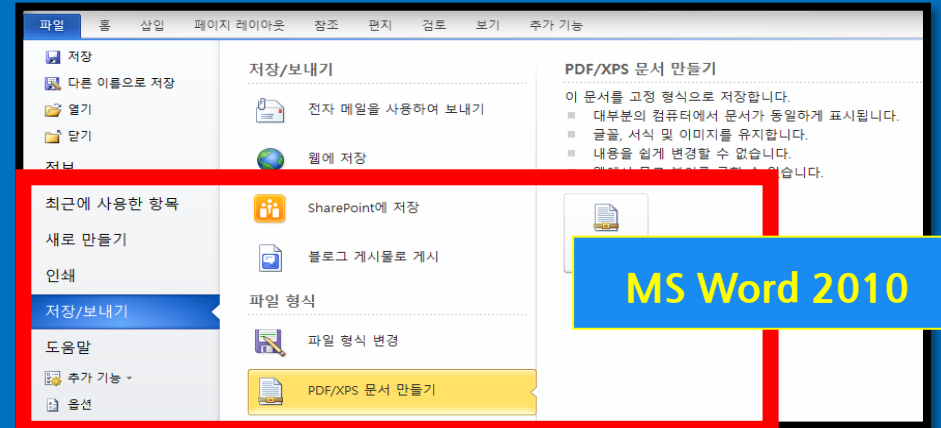 파일 홈 삽입 페이지 레이아웃 참조 편지 검토 보기 추가 기능
저장
다른 이름으로 저장
열기
닫기
정보
최근에 사용한 항목
새로 만들기
인쇄
저장/보내기
도움말
추가 기능
옵션
저장/보내기
전자 메일을 사용하여 보내기
웹에 저장
SharePoint에 저장
블로그 게시물로 게시
파일 형식
파일 형식 변경
PDF/XPS 문서 만들기
PDF/XPS 문서 만들기
이 문서를 고정 형식으로 저장합니다.
대부분의 컴퓨터에서 문서가 동일하게 표시됩니다.
글꼴, 서식 및 이미지를 유지합니다.
내용을 쉽게 변경할 수 없습니다.
없습니다.
MS Word 2010